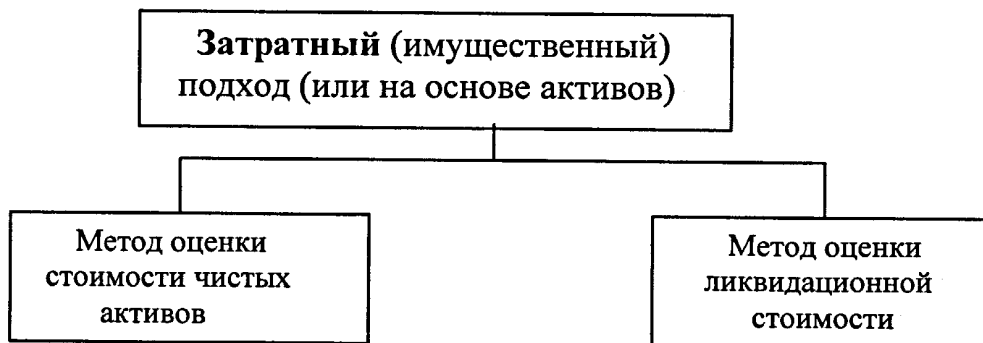 Затратный (имущественный)
подход (или на основе активов)
Метод оценки
стоимости чистых
активов
Метод оценки
ликвидационной
стоимости